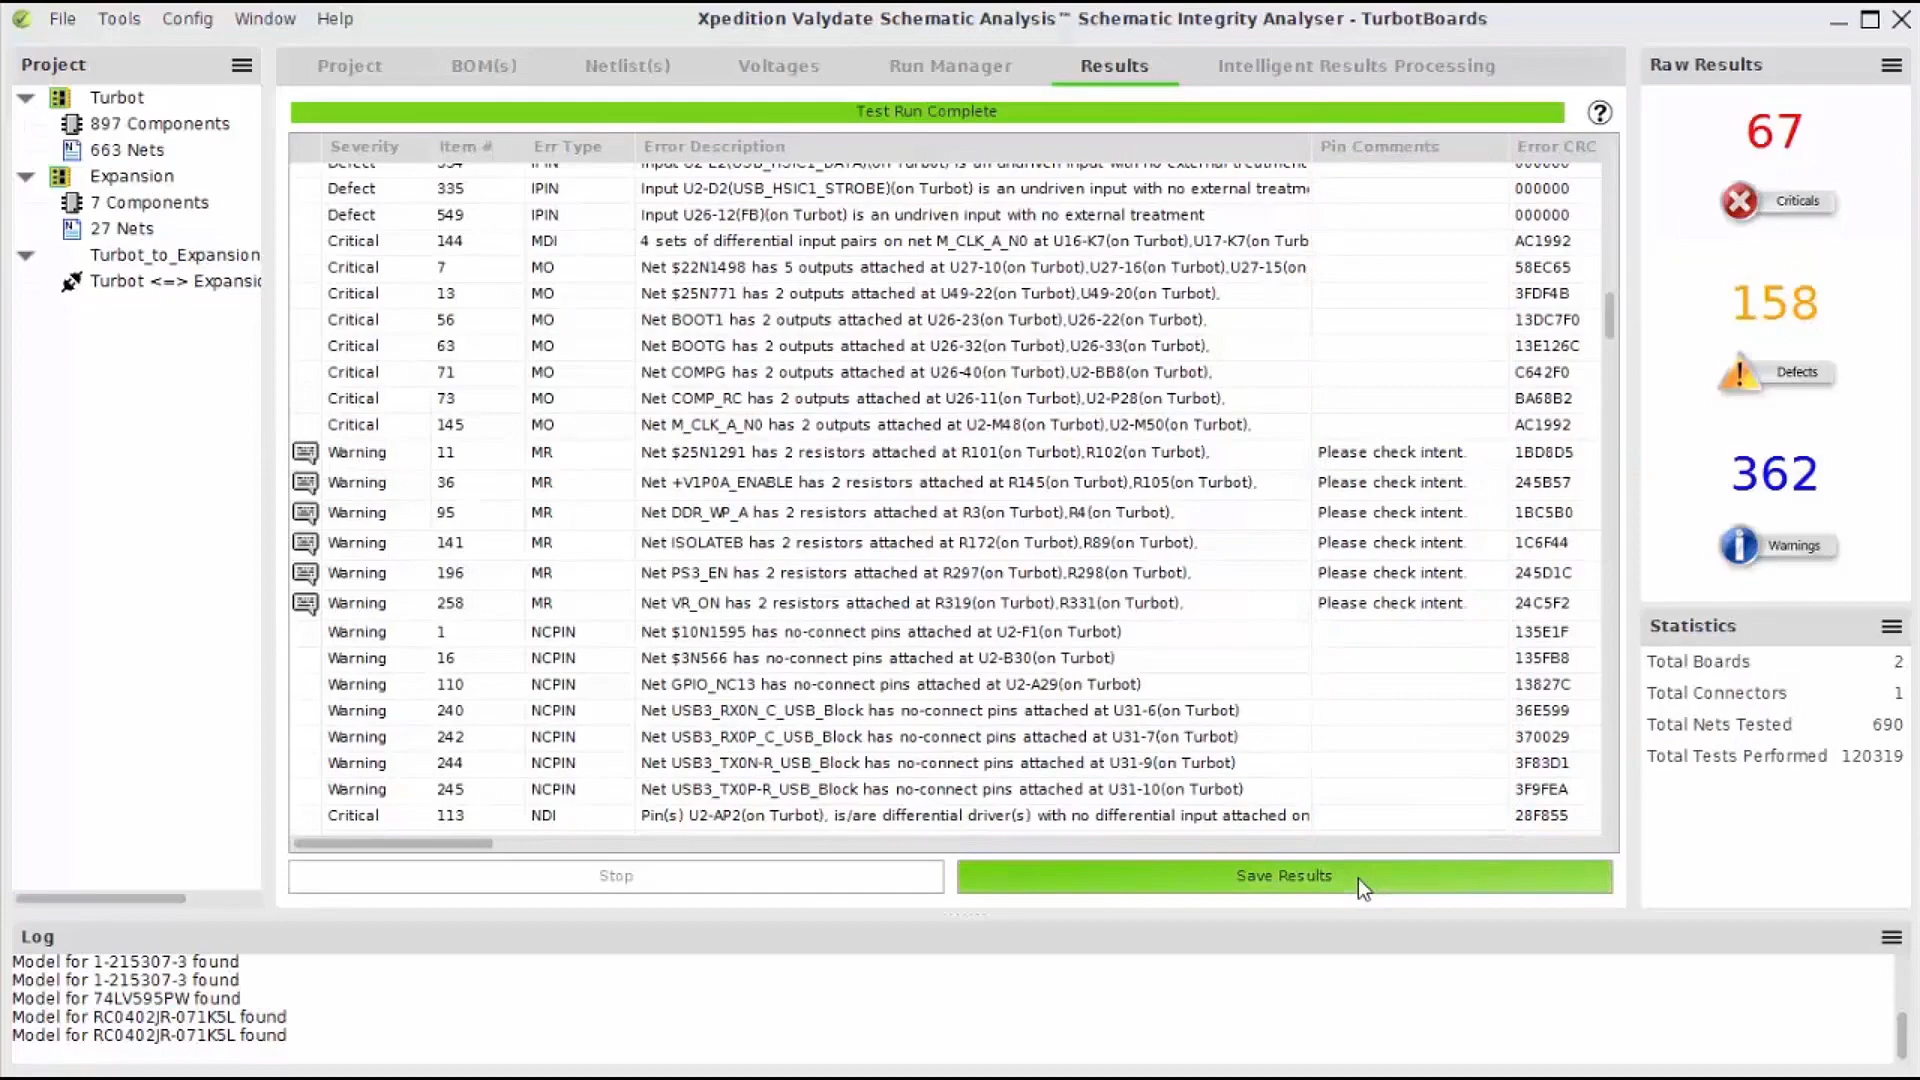 File Tools Config Window Help
Xpedition Valydate Schematic Analysis™ Schematic Integrity Analyser - TurbotBoards
Project
Turbot
897 Components
663 Nets
Expansion
7 Components
27 Nets
Turbot_to_Expansion
Turbot <=> Expansic
Project BOM(s) Netlist(s) Voltages Run Manager Results Intelligent Results Processing
Test Run Complete
?
Severity Item # Err Type Error Description Pin Comments Error CRC
Defect 334 IPIN Input U2-E2(USB_HSIC1_DATA)(on Turbot) is an undriven input with no external treatment 000000
Defect 335 IPIN Input U2-D2(USB_HSIC1_STROBE)(on Turbot) is an undriven input with no external treatme 000000
Defect 549 IPIN Input U26-12(FB)(on Turbot) is an undriven input with no external treatment 000000
Critical 144 MDI 4 sets of differential input pairs on net M_CLK_A_N0 at U16-K7(on Turbot),U17-K7(on Turb AC1992
Critical 7 MO Net $22N1498 has 5 outputs attached at U27-10(on Turbot),U27-16(on Turbot),U27-15(on 58EC65
Critical 13 MO Net $25N771 has 2 outputs attached at U49-22(on Turbot),U49-20(on Turbot), 3FDF4B
Critical 56 MO Net BOOT1 has 2 outputs attached at U26-23(on Turbot),U26-22(on Turbot), 13DC7F0
Critical 63 MO Net BOOTG has 2 outputs attached at U26-32(on Turbot),U26-33(on Turbot), 13E126C
Critical 71 MO Net COMPG has 2 outputs attached at U26-40(on Turbot),U2-BB8(on Turbot), C642F0
Critical 73 MO Net COMP_RC has 2 outputs attached at U26-11(on Turbot),U2-P28(on Turbot), BA68B2
Critical 145 MO Net M_CLK_A_N0 has 2 outputs attached at U2-M48(on Turbot),U2-M50(on Turbot), AC1992
Warning 11 MR Net $25N1291 has 2 resistors attached at R101(on Turbot),R102(on Turbot), Please check intent. 1BD8D5
Warning 36 MR Net +V1P0A_ENABLE has 2 resistors attached at R145(on Turbot),R105(on Turbot), Please check intent. 245B57
Warning 95 MR Net DDR_WP_A has 2 resistors attached at R3(on Turbot),R4(on Turbot), Please check intent. 1BC5B0
Warning 141 MR Net ISOLATEB has 2 resistors attached at R172(on Turbot),R89(on Turbot), Please check intent. 1C6F44
Warning 196 MR Net PS3_EN has 2 resistors attached at R297(on Turbot),R298(on Turbot), Please check intent. 245D1C
Warning 258 MR Net VR_ON has 2 resistors attached at R319(on Turbot),R331(on Turbot), Please check intent. 24C5F2
Warning 1 NCPIN Net $10N1595 has no-connect pins attached at U2-F1(on Turbot) 135E1F
Warning 16 NCPIN Net $3N566 has no-connect pins attached at U2-B30(on Turbot) 135FB8
Warning 110 NCPIN Net GPIO_NC13 has no-connect pins attached at U2-A29(on Turbot) 13827C
Warning 240 NCPIN Net USB3_RX0N_C_USB_Block has no-connect pins attached at U31-6(on Turbot) 36E599
Warning 242 NCPIN Net USB3_RX0P_C_USB_Block has no-connect pins attached at U31-7(on Turbot) 370029
Warning 244 NCPIN Net USB3_TX0N-R_USB_Block has no-connect pins attached at U31-9(on Turbot) 3F83D1
Warning 245 NCPIN Net USB3_TX0P-R_USB_Block has no-connect pins attached at U31-10(on Turbot) 3F9FEA
Critical 113 NDI Pin(s) U2-AP2(on Turbot), is/are differential driver(s) with no differential input attached on 28F855
Stop Save Results
Raw Results
67
Criticals
158
Defects
362
Warnings
Statistics
Total Boards 2
Total Connectors 1
Total Nets Tested 690
Total Tests Performed 120319
Log
Model for 1-215307-3 found
Model for 1-215307-3 found
Model for 74LV595PW found
Model for RC0402JR-071K5L found
Model for RC0402JR-071K5L found